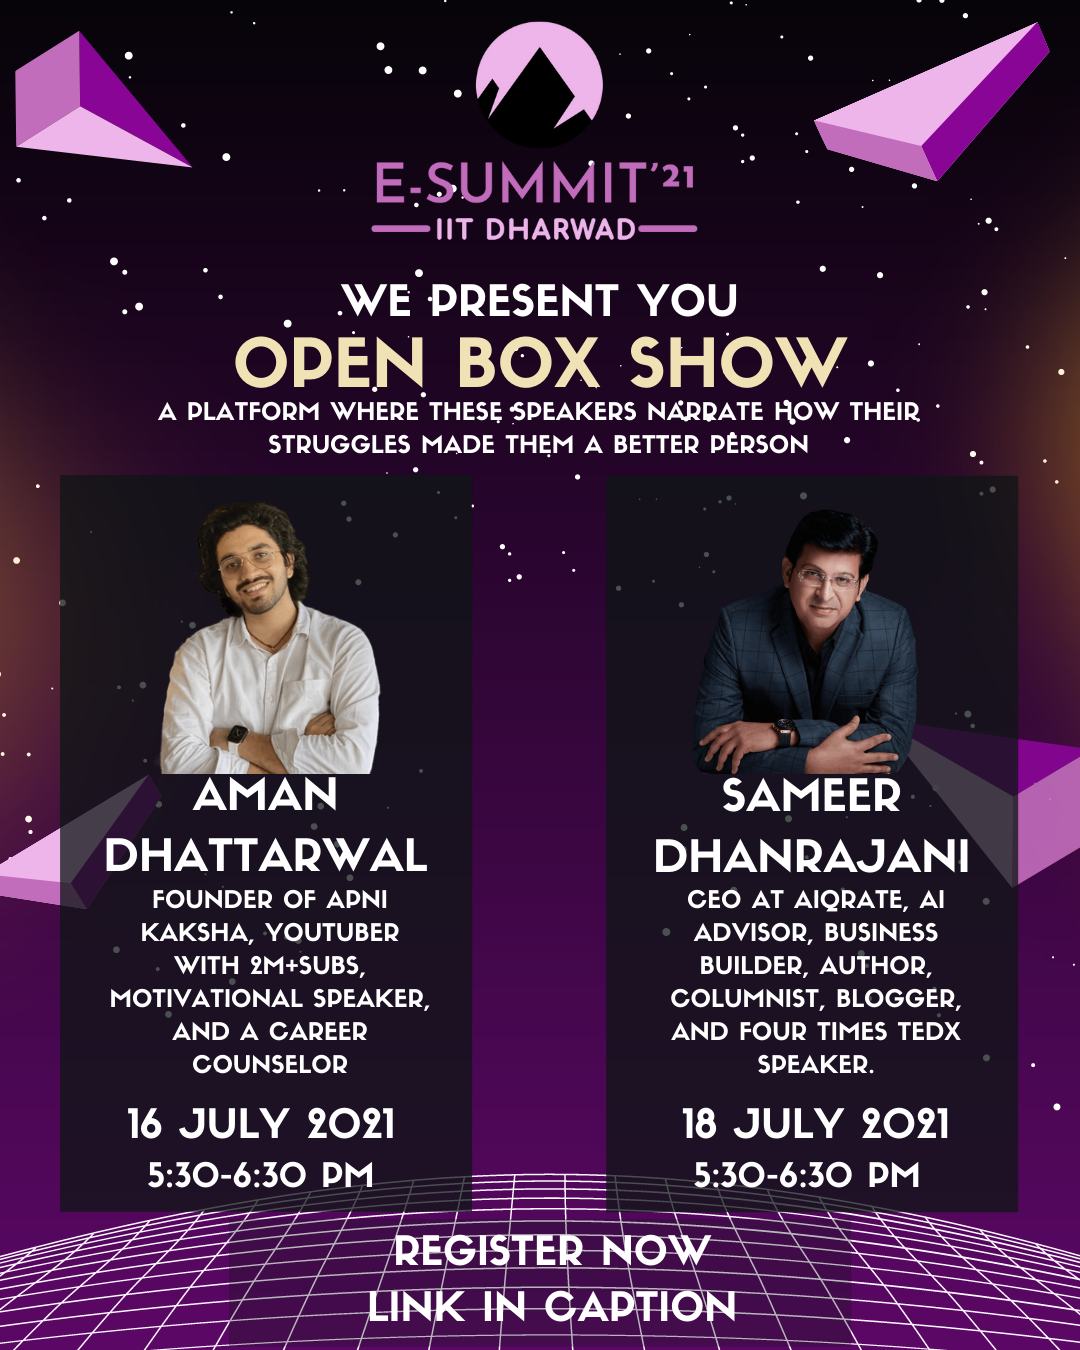 E-SUMMIT'21
IIT DHARWAD
WE PRESENT YOU
OPEN BOX SHOW
A PLATFORM WHERE THESE SPEAKERS NARRATE HOW THEIR
STRUGGLES MADE THEM A BETTER PERSON
AMAN
DHATTARWAL
FOUNDER OF APNI
KAKSHA, YOUTUBER
WITH 2M+SUBS,
MOTIVATIONAL SPEAKER,
AND A CAREER
COUNSELOR
16 JULY 2021
5:30-6:30 PM
SAMEER
DHANRAJANI
CEO AT AIQRATE, AI
ADVISOR, BUSINESS
BUILDER, AUTHOR,
COLUMNIST, BLOGGER,
AND FOUR TIMES TEDX
SPEAKER.
18 JULY 2021
5:30-6:30 PM
REGISTER NOW
LINK IN CAPTION